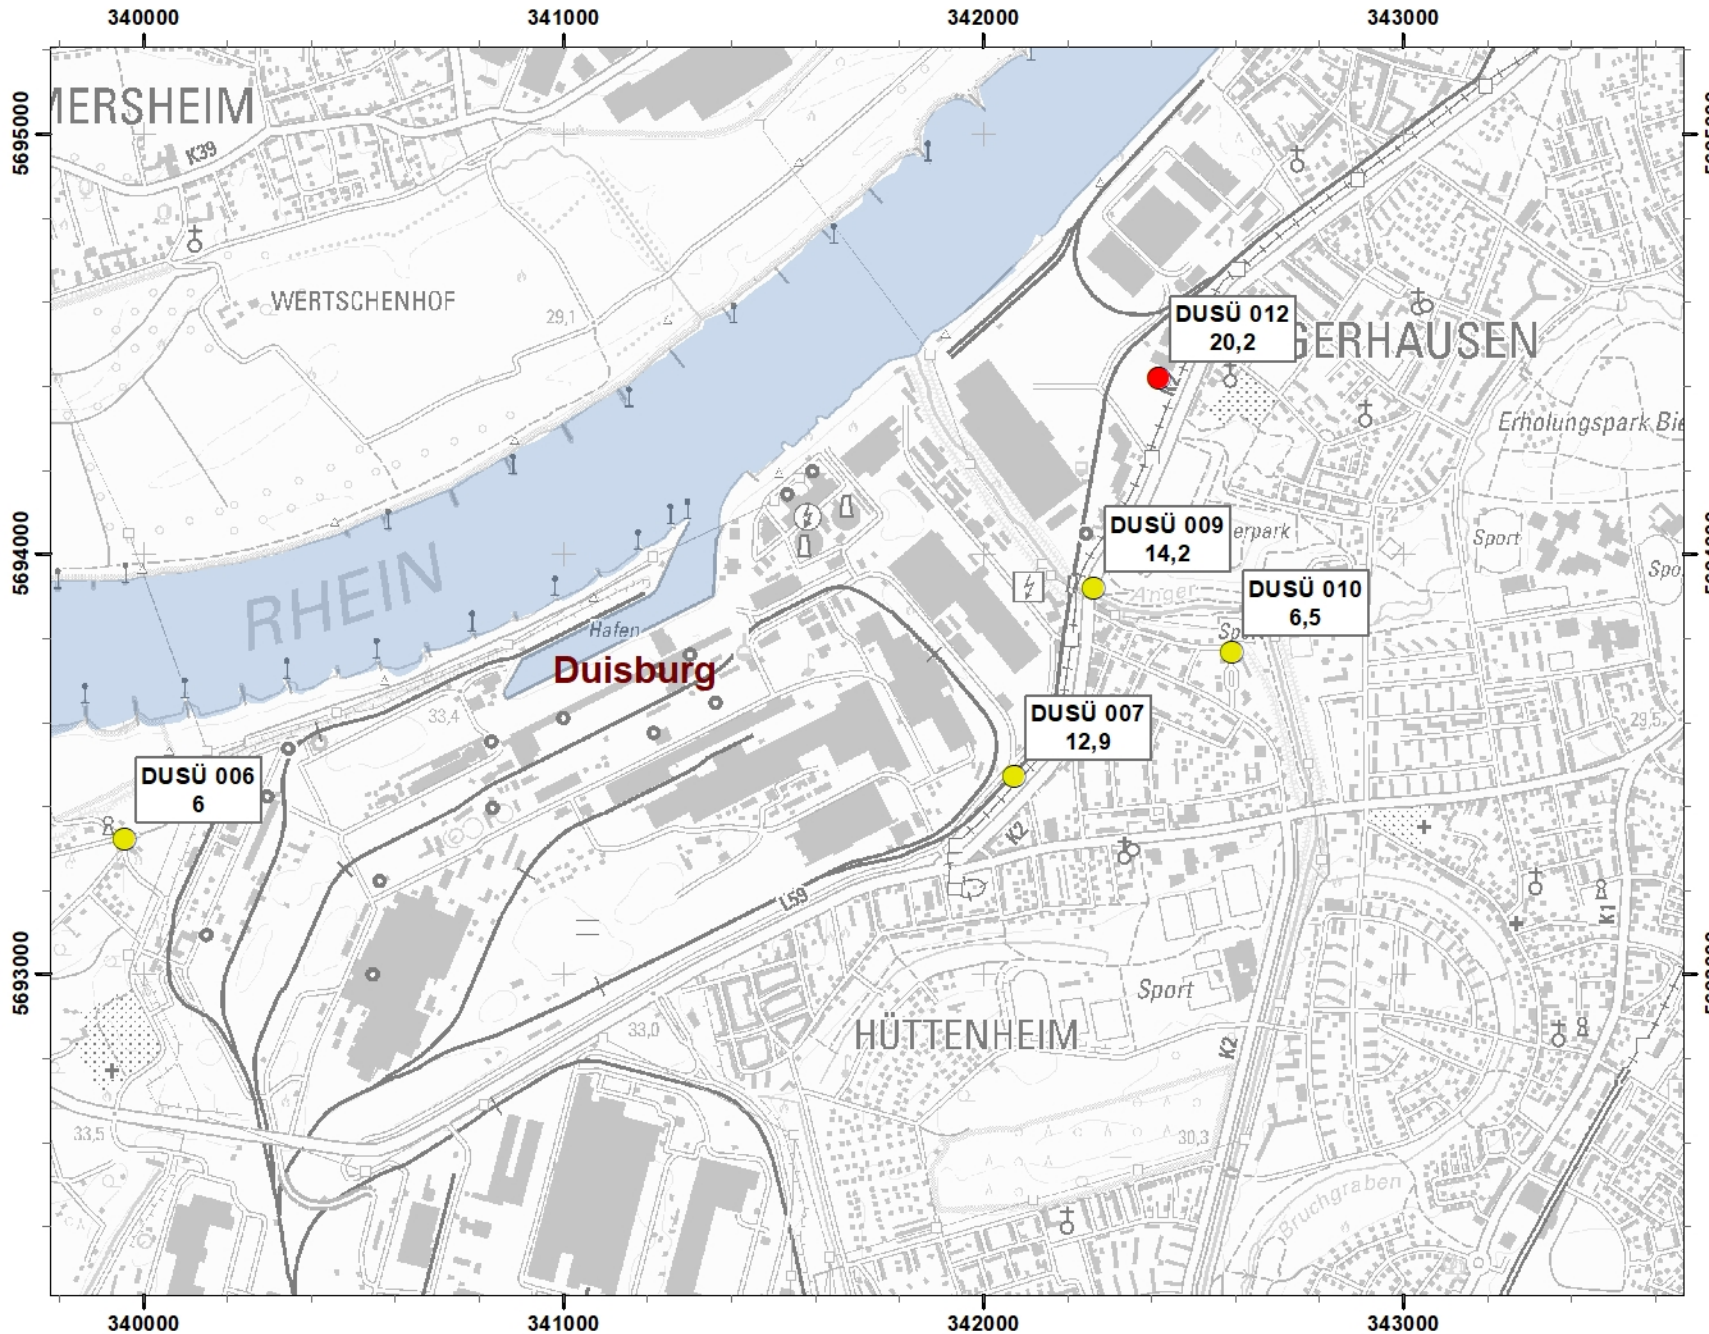 340000
341000
342000
343000
MERSHEIM
5695000
K39
WERTSCHENHOF
29,1
DUSÜ 012
20,2
GERHAUSEN
Erholungspark Bie
DUSÜ 009
14,2
erpark
Sport
5694000
RHEIN
Hafen
Anger
DUSÜ 010
6,5
Spo
Duisburg
33,4
DUSÜ 007
12,9
29,5
DUSÜ 006
6
K2
L59
K1
5693000
Sport
33,0
HÜTTENHEIM
K2
33,5
30,3
Bruchgraben
340000
341000
342000
343000